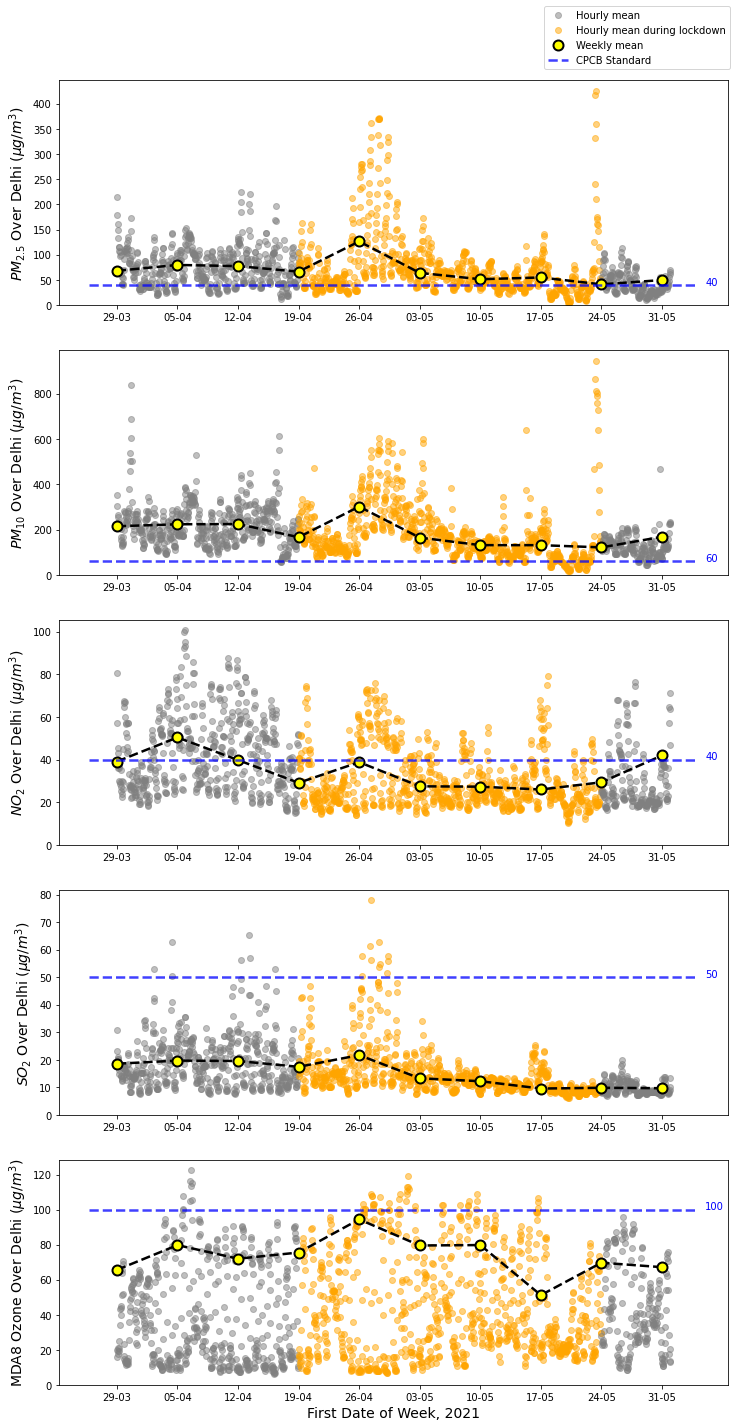 Hourly mean
Hourly mean during lockdown
Weekly mean
CPCB Standard
PM2.5 Over Delhi (μg/m3)
400
350
300
250
200
150
100
50
0
40
29-03 05-04 12-04 19-04 26-04 03-05 10-05 17-05 24-05 31-05
PM10 Over Delhi (μg/m3)
800
600
400
200
0
60
29-03 05-04 12-04 19-04 26-04 03-05 10-05 17-05 24-05 31-05
NO2 Over Delhi (μg/m3)
100
80
60
40
20
0
40
29-03 05-04 12-04 19-04 26-04 03-05 10-05 17-05 24-05 31-05
SO2 Over Delhi (μg/m3)
80
70
60
50
40
30
20
10
0
50
29-03 05-04 12-04 19-04 26-04 03-05 10-05 17-05 24-05 31-05
MDA8 Ozone Over Delhi (μg/m3)
120
100
80
60
40
20
0
100
29-03 05-04 12-04 19-04 26-04 03-05 10-05 17-05 24-05 31-05
First Date of Week, 2021